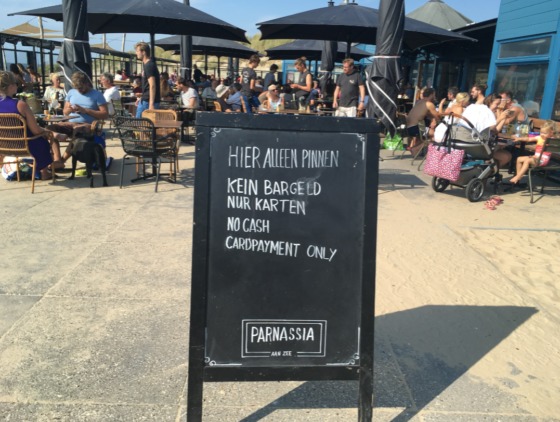 HIER ALLEEN PINNEN
KEIN BARGELD
NUR KARTEN
NO CASH
CARDPAYMENT ONLY
PARNASSIA
AAN ZEE